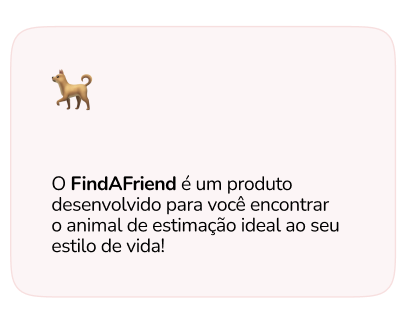 O FindAFriend é um produto
desenvolvido para você encontrar
o animal de estimação ideal ao seu
estilo de vida!